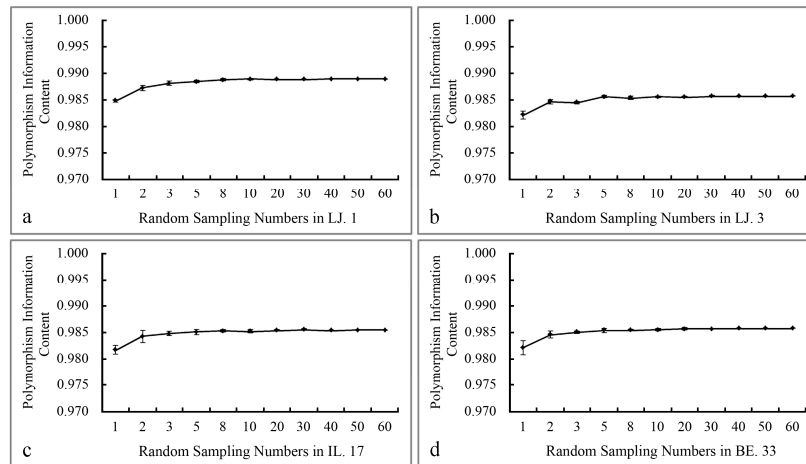 Polymorphism Information
Content
1.000
0.995
0.990
0.985
0.980
0.975
0.970
1 2 3 5 8 10 20 30 40 50 60
a
Random Sampling Numbers in LJ. 1
Polymorphism Information
Content
1.000
0.995
0.990
0.985
0.980
0.975
0.970
1 2 3 5 8 10 20 30 40 50 60
b
Random Sampling Numbers in LJ. 3
Polymorphism Information
Content
1.000
0.995
0.990
0.985
0.980
0.975
0.970
1 2 3 5 8 10 20 30 40 50 60
c
Random Sampling Numbers in IL. 17
Polymorphism Information
Content
1.000
0.995
0.990
0.985
0.980
0.975
0.970
1 2 3 5 8 10 20 30 40 50 60
d
Random Sampling Numbers in BE. 33